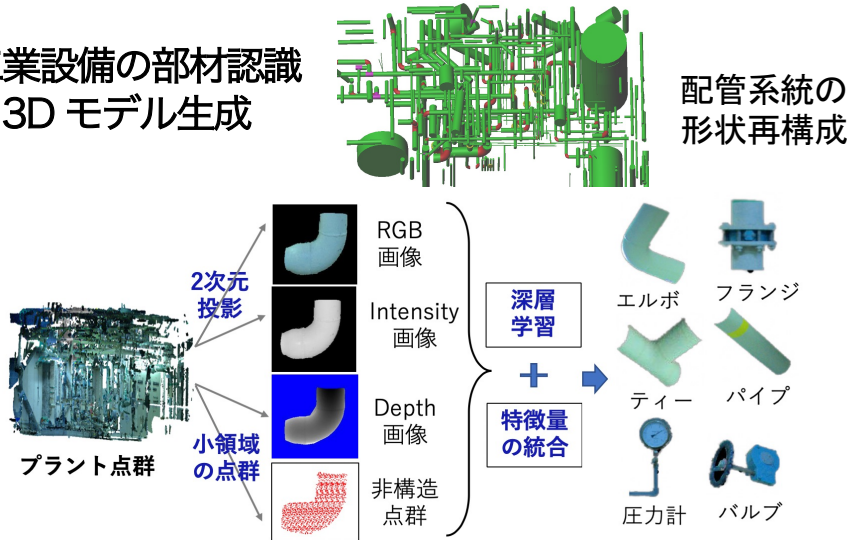 業設備の部材認識
3D モデル生成
配管系統の
形状再構成
2次元
投影
小領域
の点群
プラント点群
RGB
画像
Intensity
画像
Depth
画像
非構造
点群
深層
学習
+
特徴量
の統合
エルボ
フランジ
ティー
パイプ
圧力計
バルブ